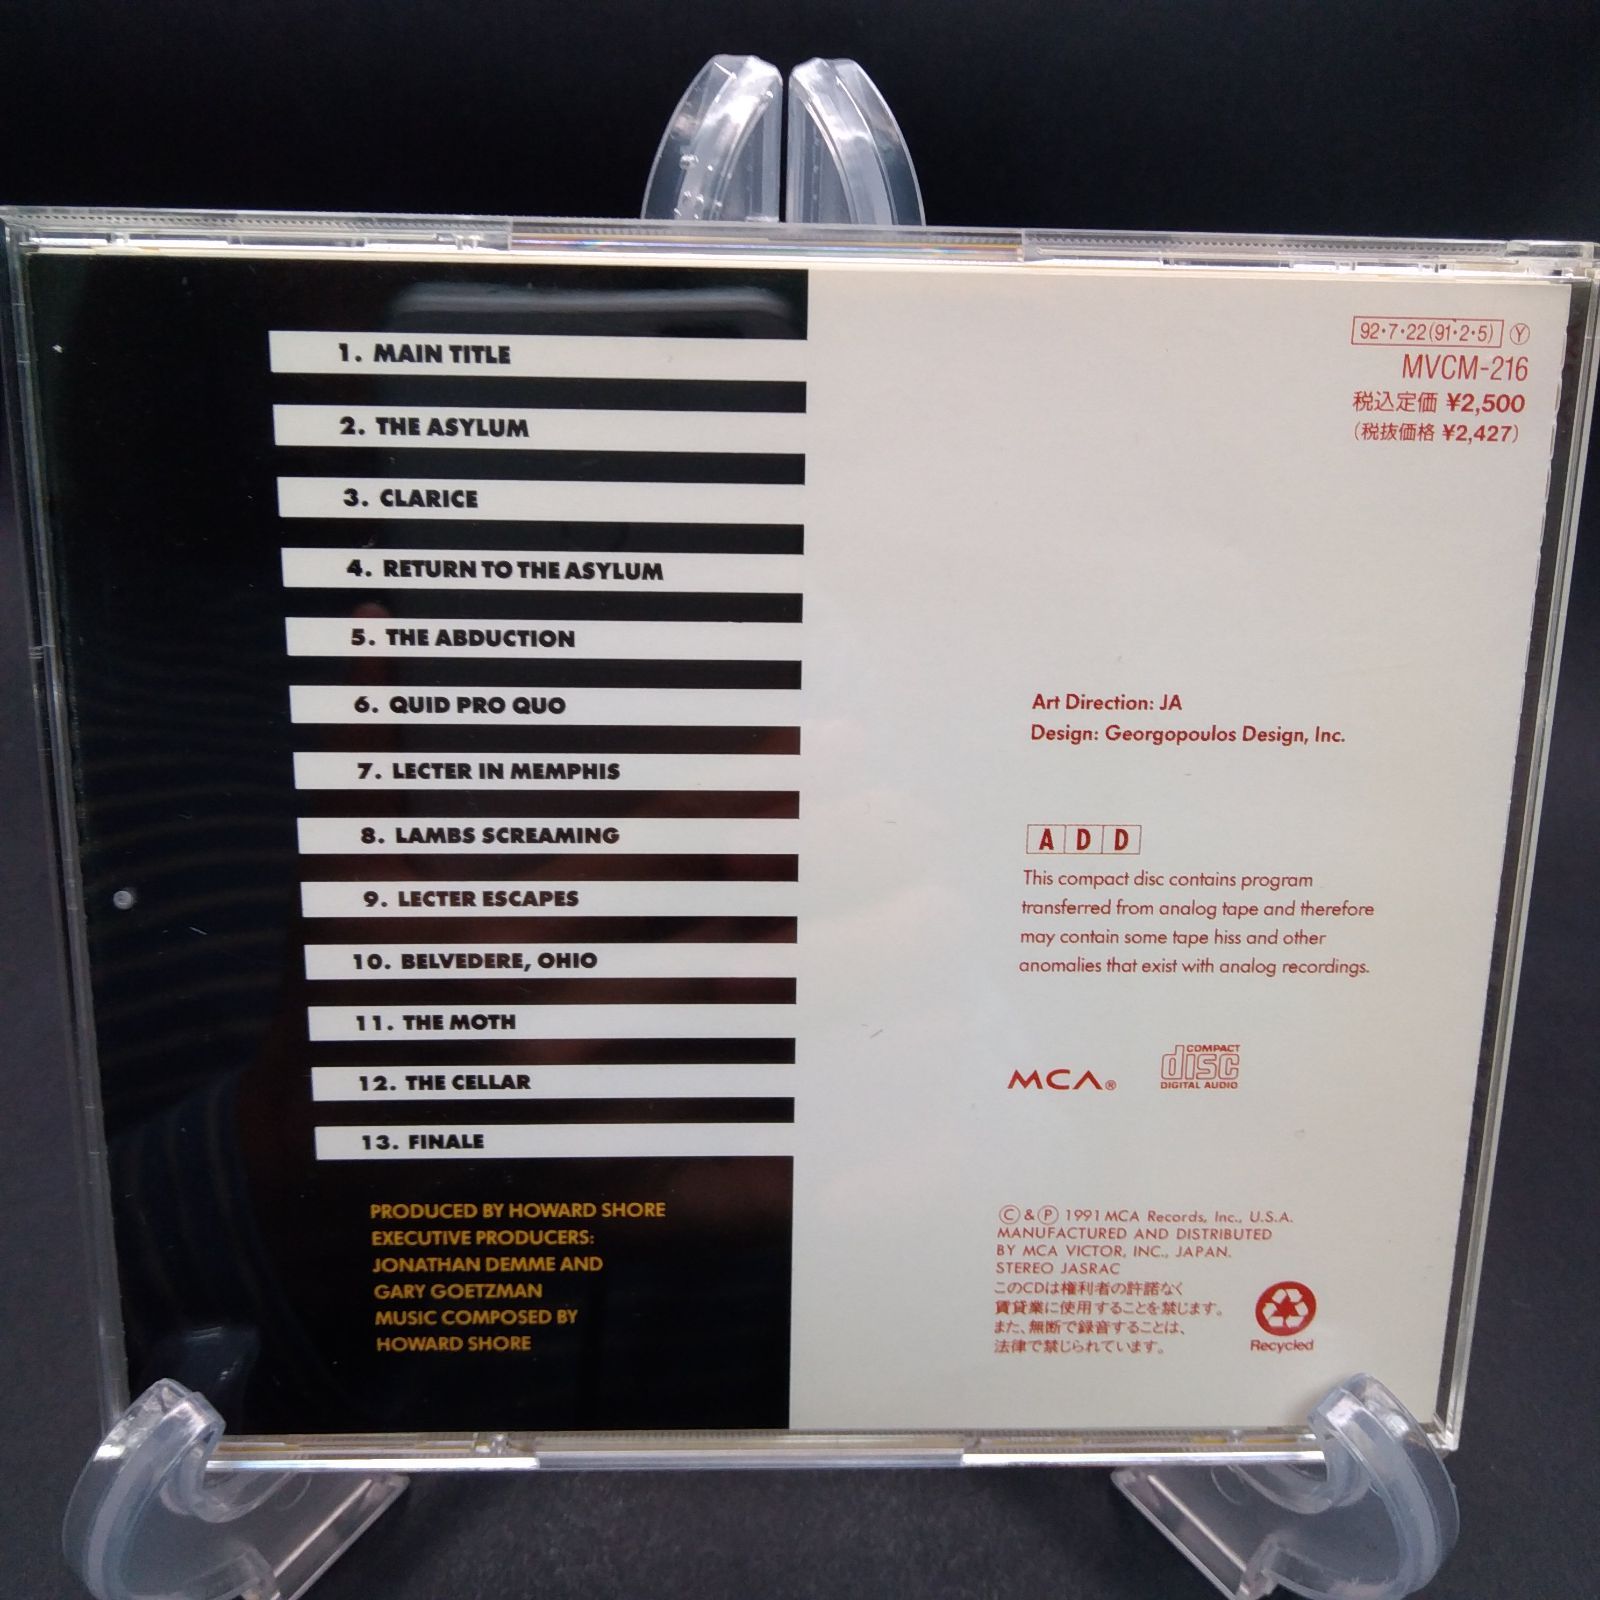 1. MAIN TITLE
2. THE ASYLUM
3. CLARICE
4. RETURN TO THE ASYLUM
5. THE ABDUCTION
6. QUID PRO QUO
7. LECTER IN MEMPHIS
8. LAMBS SCREAMING
9. LECTER ESCAPES
10. BELVEDERE, OHIO
11. THE MOTH
12. THE CELLAR
13. FINALE
PRODUCED BY HOWARD SHORE
EXECUTIVE PRODUCERS:
JONATHAN DEMME AND
GARY GOETZMAN
MUSIC COMPOSED BY
HOWARD SHORE
92・7・22(91・2・5) Ⓨ
MVCM-216
税込定価 ¥2,500
(税抜価格 ¥2,427)
Art Direction: JA
Design: Georgopoulos Design, Inc.
A D D
This compact disc contains program
transferred from analog tape and therefore
may contain some tape hiss and other
anomalies that exist with analog recordings.
MCA®
COMPACT
disc
DIGITAL AUDIO
Ⓒ & Ⓟ 1991 MCA Records, Inc., U.S.A.
MANUFACTURED AND DISTRIBUTED
BY MCA VICTOR, INC., JAPAN.
STEREO JASRAC
このCDは権利者の許諾なく
賃貸業に使用することを禁じます。
また、無断で録音することは、
法律で禁じられています。
Recycled